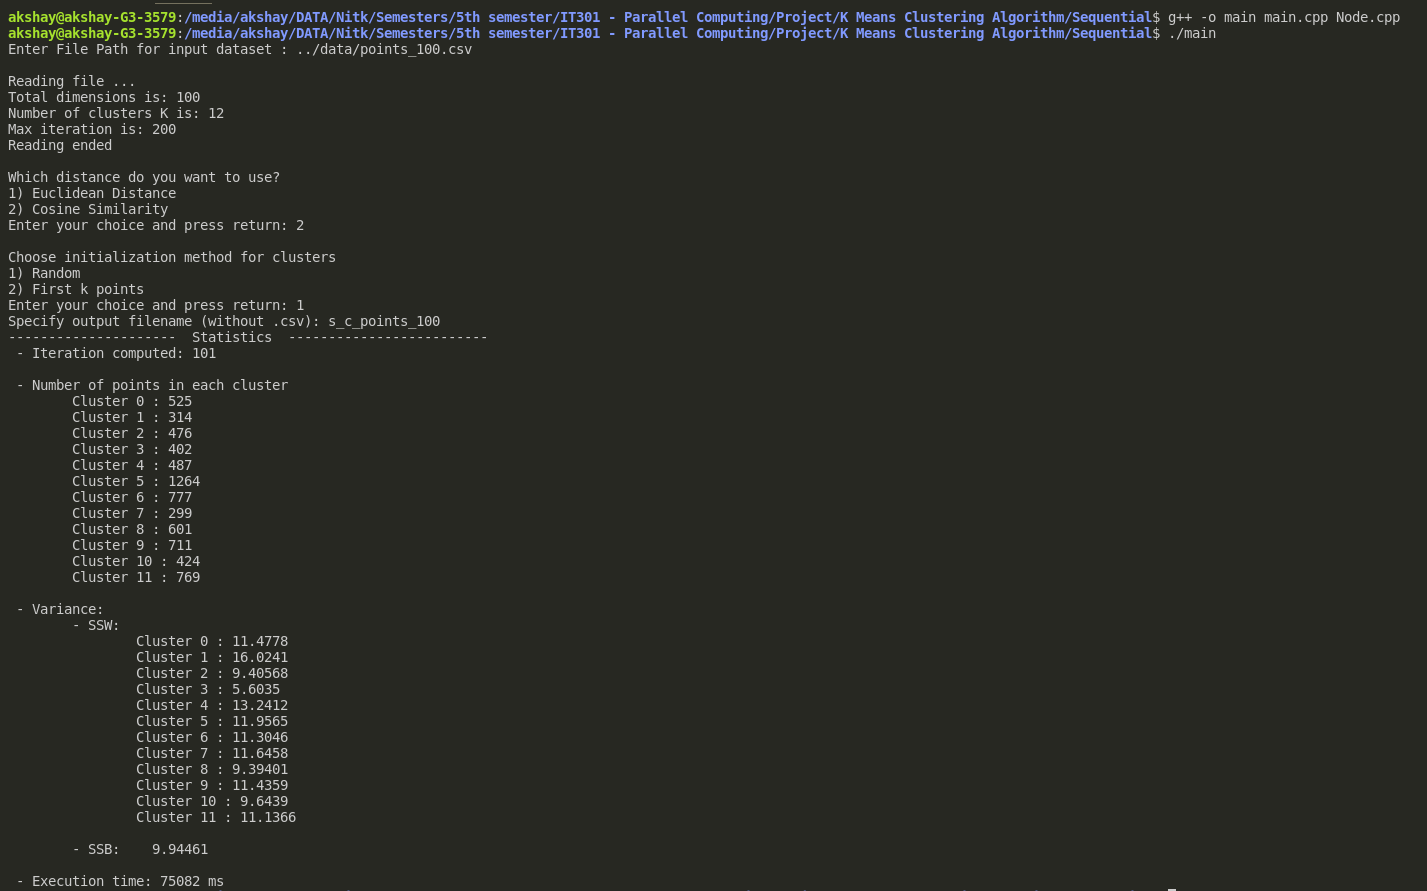 akshay@akshay-G3-3579:/media/akshay/DATA/Nitk/Semesters/5th semester/IT301 - Parallel Computing/Project/K Means Clustering Algorithm/Sequential$ g++ -o main main.cpp Node.cpp
akshay@akshay-G3-3579:/media/akshay/DATA/Nitk/Semesters/5th semester/IT301 - Parallel Computing/Project/K Means Clustering Algorithm/Sequential$ ./main
Enter File Path for input dataset : ../data/points_100.csv
Reading file ...
Total dimensions is: 100
Number of clusters K is: 12
Max iteration is: 200
Reading ended
Which distance do you want to use?
1) Euclidean Distance
2) Cosine Similarity
Enter your choice and press return: 2
Choose initialization method for clusters
1) Random
2) First k points
Enter your choice and press return: 1
Specify output filename (without .csv): s_c_points_100
---------------------  Statistics  -------------------------
- Iteration computed: 101
- Number of points in each cluster
Cluster 0 : 525
Cluster 1 : 314
Cluster 2 : 476
Cluster 3 : 402
Cluster 4 : 487
Cluster 5 : 1264
Cluster 6 : 777
Cluster 7 : 299
Cluster 8 : 601
Cluster 9 : 711
Cluster 10 : 424
Cluster 11 : 769
- Variance:
- SSW:
Cluster 0 : 11.4778
Cluster 1 : 16.0241
Cluster 2 : 9.40568
Cluster 3 : 5.6035
Cluster 4 : 13.2412
Cluster 5 : 11.9565
Cluster 6 : 11.3046
Cluster 7 : 11.6458
Cluster 8 : 9.39401
Cluster 9 : 11.4359
Cluster 10 : 9.6439
Cluster 11 : 11.1366
- SSB:    9.94461
- Execution time: 75082 ms